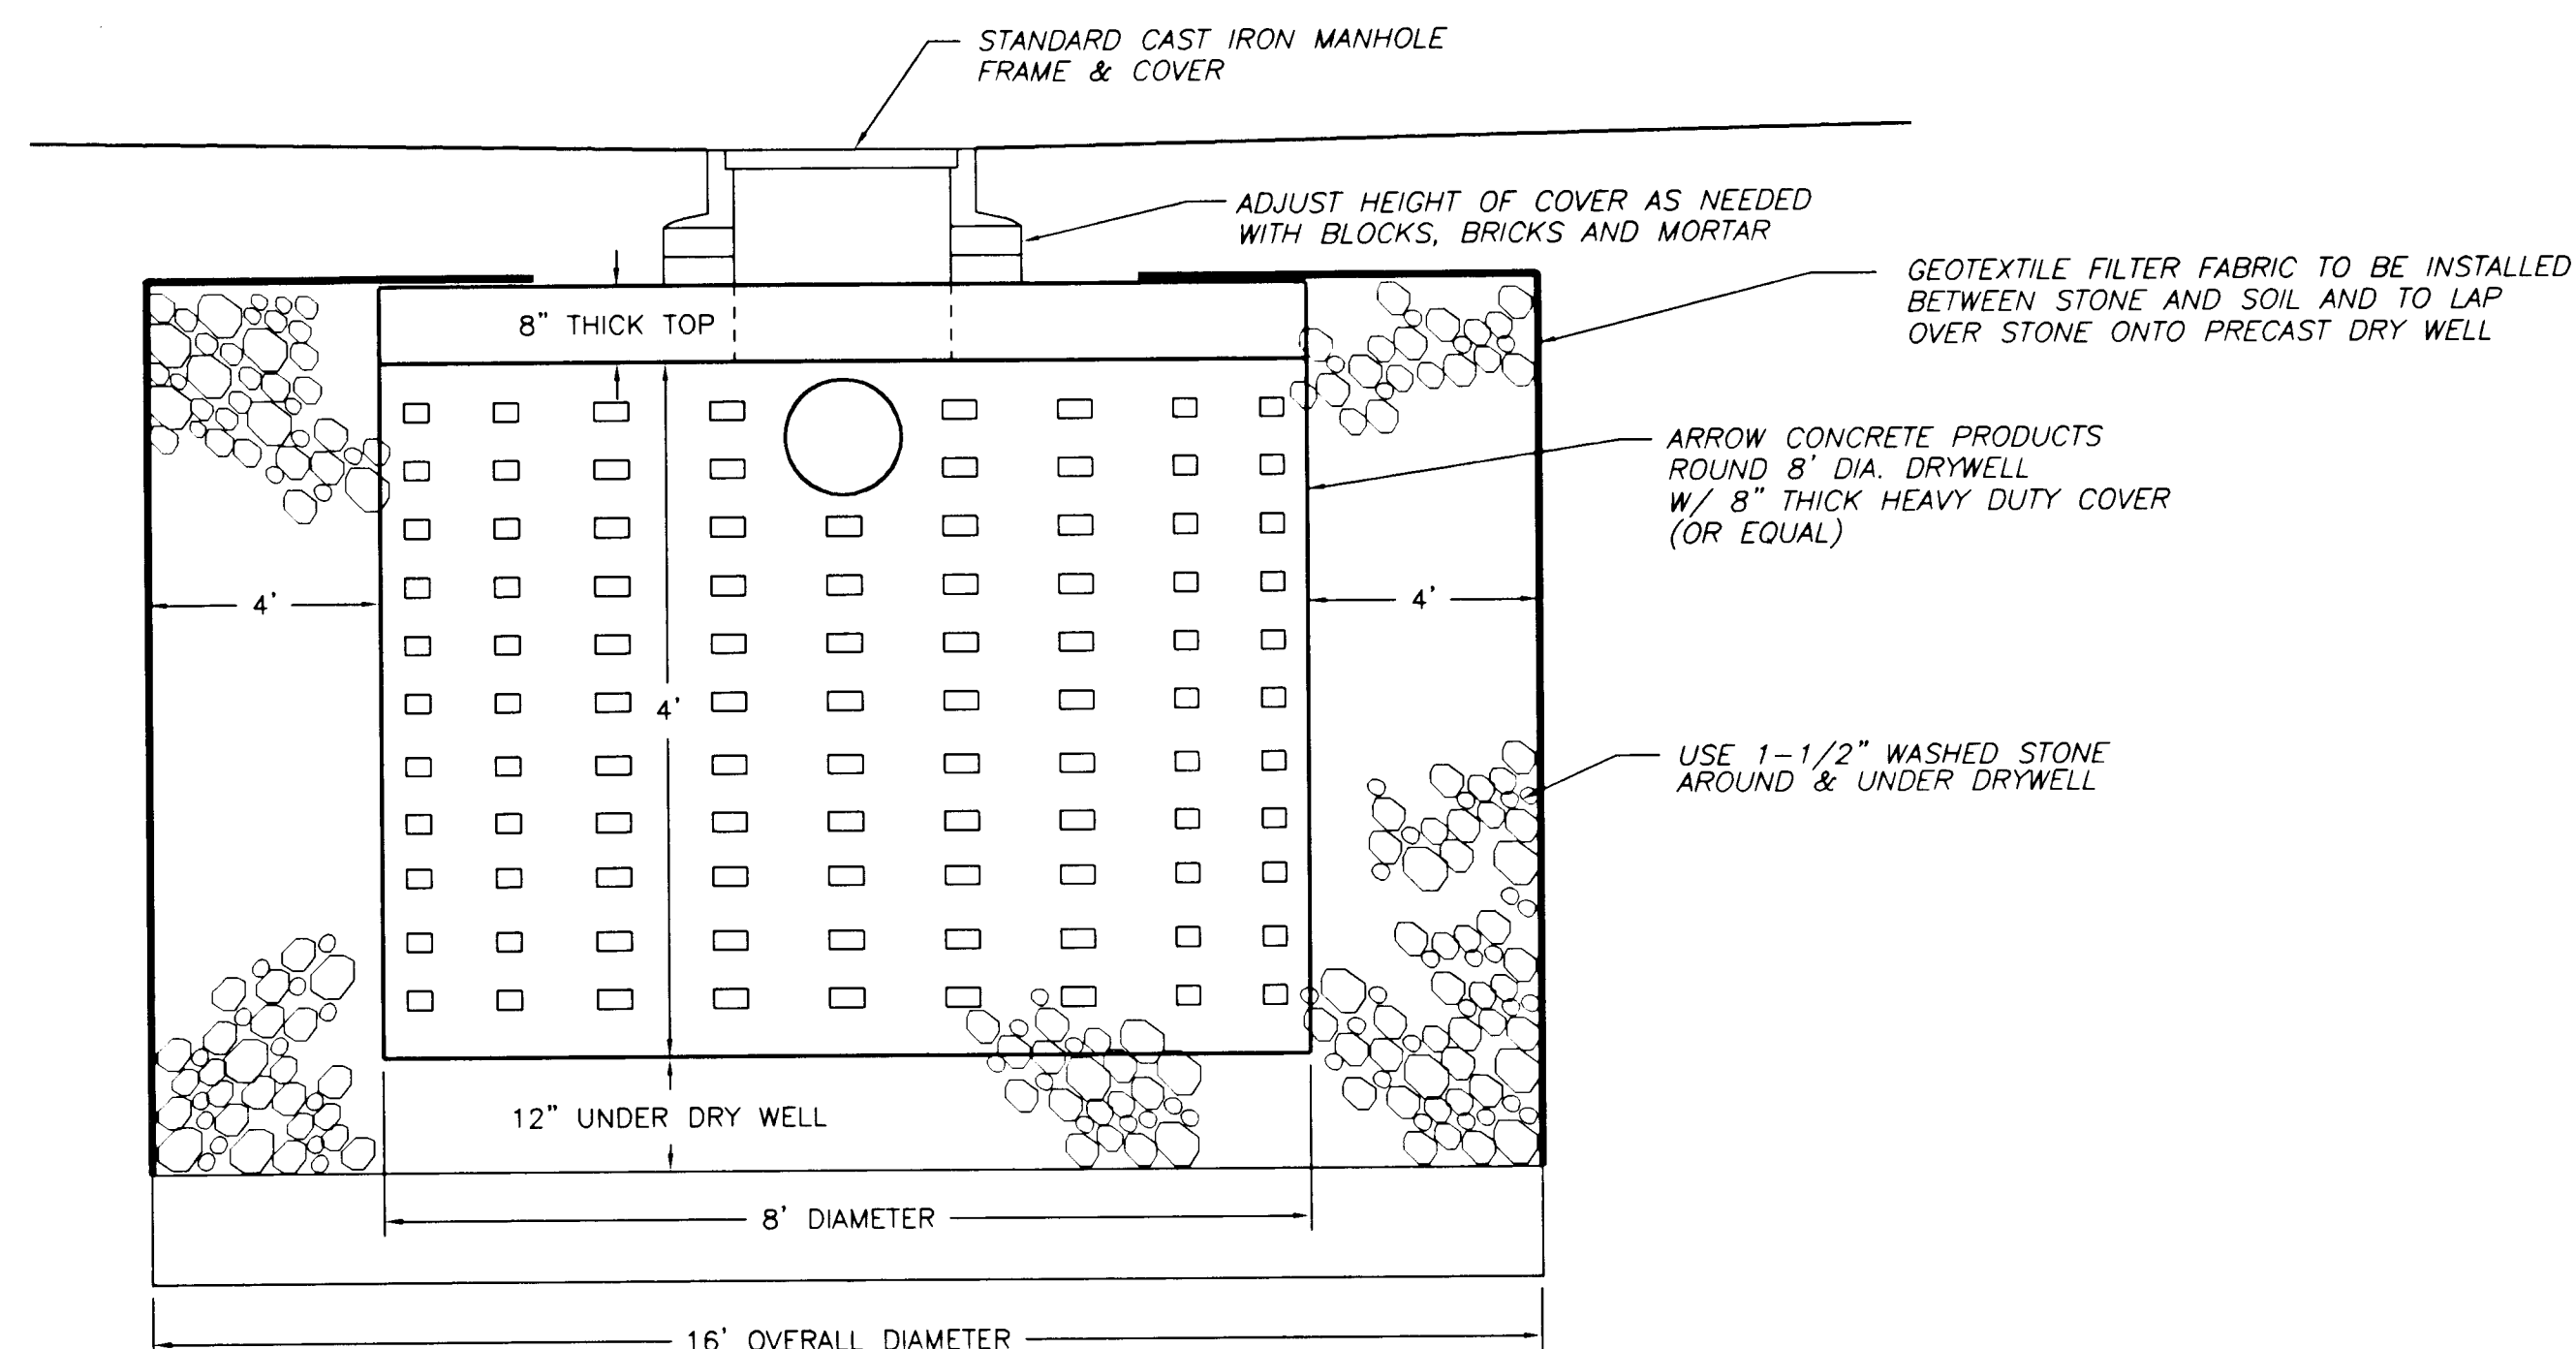 STANDARD CAST IRON MANHOLE
FRAME & COVER
ADJUST HEIGHT OF COVER AS NEEDED
WITH BLOCKS, BRICKS AND MORTAR
GEOTEXTILE FILTER FABRIC TO BE INSTALLED
BETWEEN STONE AND SOIL AND TO LAP
OVER STONE ONTO PRECAST DRY WELL
8" THICK TOP
ARROW CONCRETE PRODUCTS
ROUND 8' DIA. DRYWELL
W/ 8" THICK HEAVY DUTY COVER
(OR EQUAL)
4'
4'
4'
USE 1-1/2" WASHED STONE
AROUND & UNDER DRYWELL
12" UNDER DRY WELL
8' DIAMETER
16' OVERALL DIAMETER